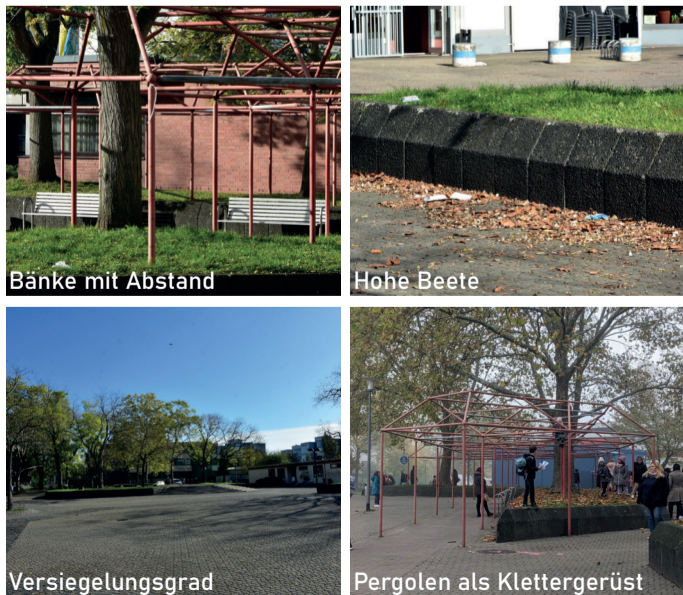 Bänke mit Abstand
Hohe Beete
Versiegelungsgrad
Pergolen als Klettergerüst